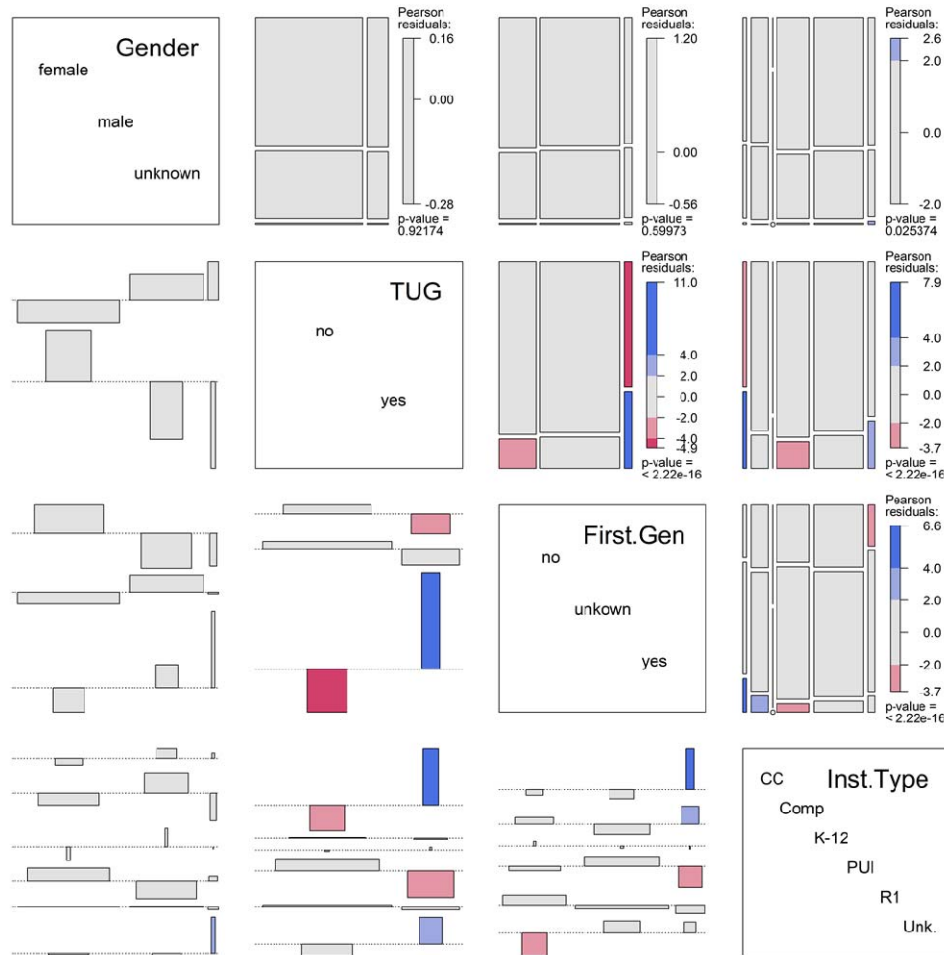 Gender
female
male
unknown
Pearson
residuals:
0.16
0.00
-0.28
p-value =
0.92174
Pearson
residuals:
1.20
0.00
-0.56
p-value =
0.59973
Pearson
residuals:
2.6
2.0
0.0
-2.0
p-value =
0.025374
TUG
no
yes
Pearson
residuals:
11.0
4.0
2.0
0.0
-2.0
-4.0
-4.9
p-value =
< 2.22e-16
Pearson
residuals:
7.9
4.0
2.0
0.0
-2.0
-3.7
p-value =
< 2.22e-16
First.Gen
no
unkown
yes
Pearson
residuals:
6.6
4.0
2.0
0.0
-2.0
-3.7
p-value =
< 2.22e-16
Inst.Type
CC
Comp
K-12
PUI
R1
Unk.